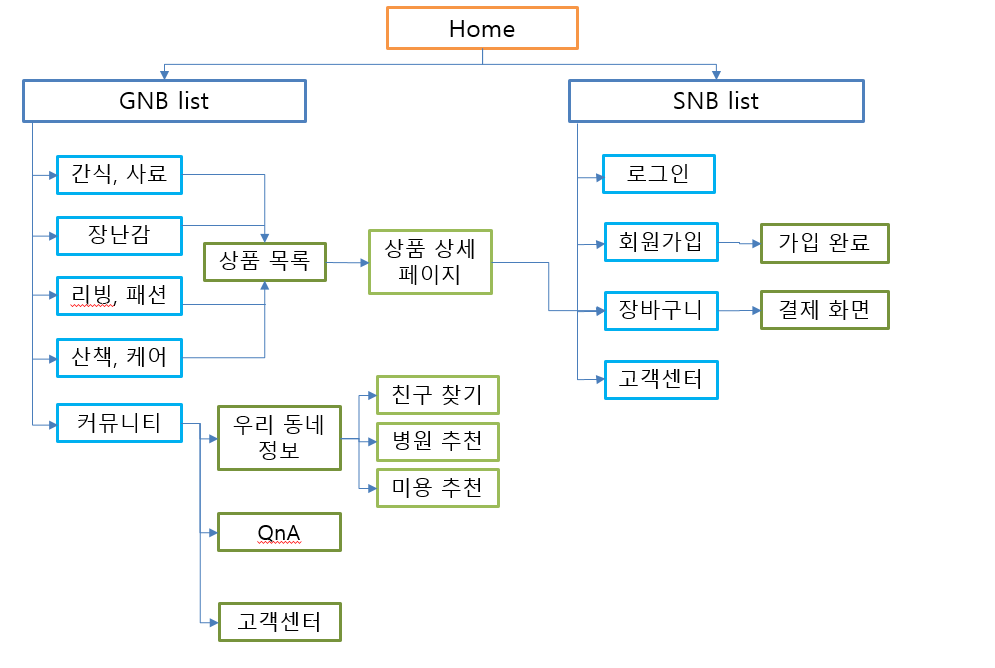 Home
GNB list
SNB list
간식, 사료
장난감
리빙, 패션
산책, 케어
커뮤니티
상품 목록
상품 상세
페이지
우리 동네
정보
QnA
고객센터
친구 찾기
병원 추천
미용 추천
로그인
회원가입
장바구니
고객센터
가입 완료
결제 화면